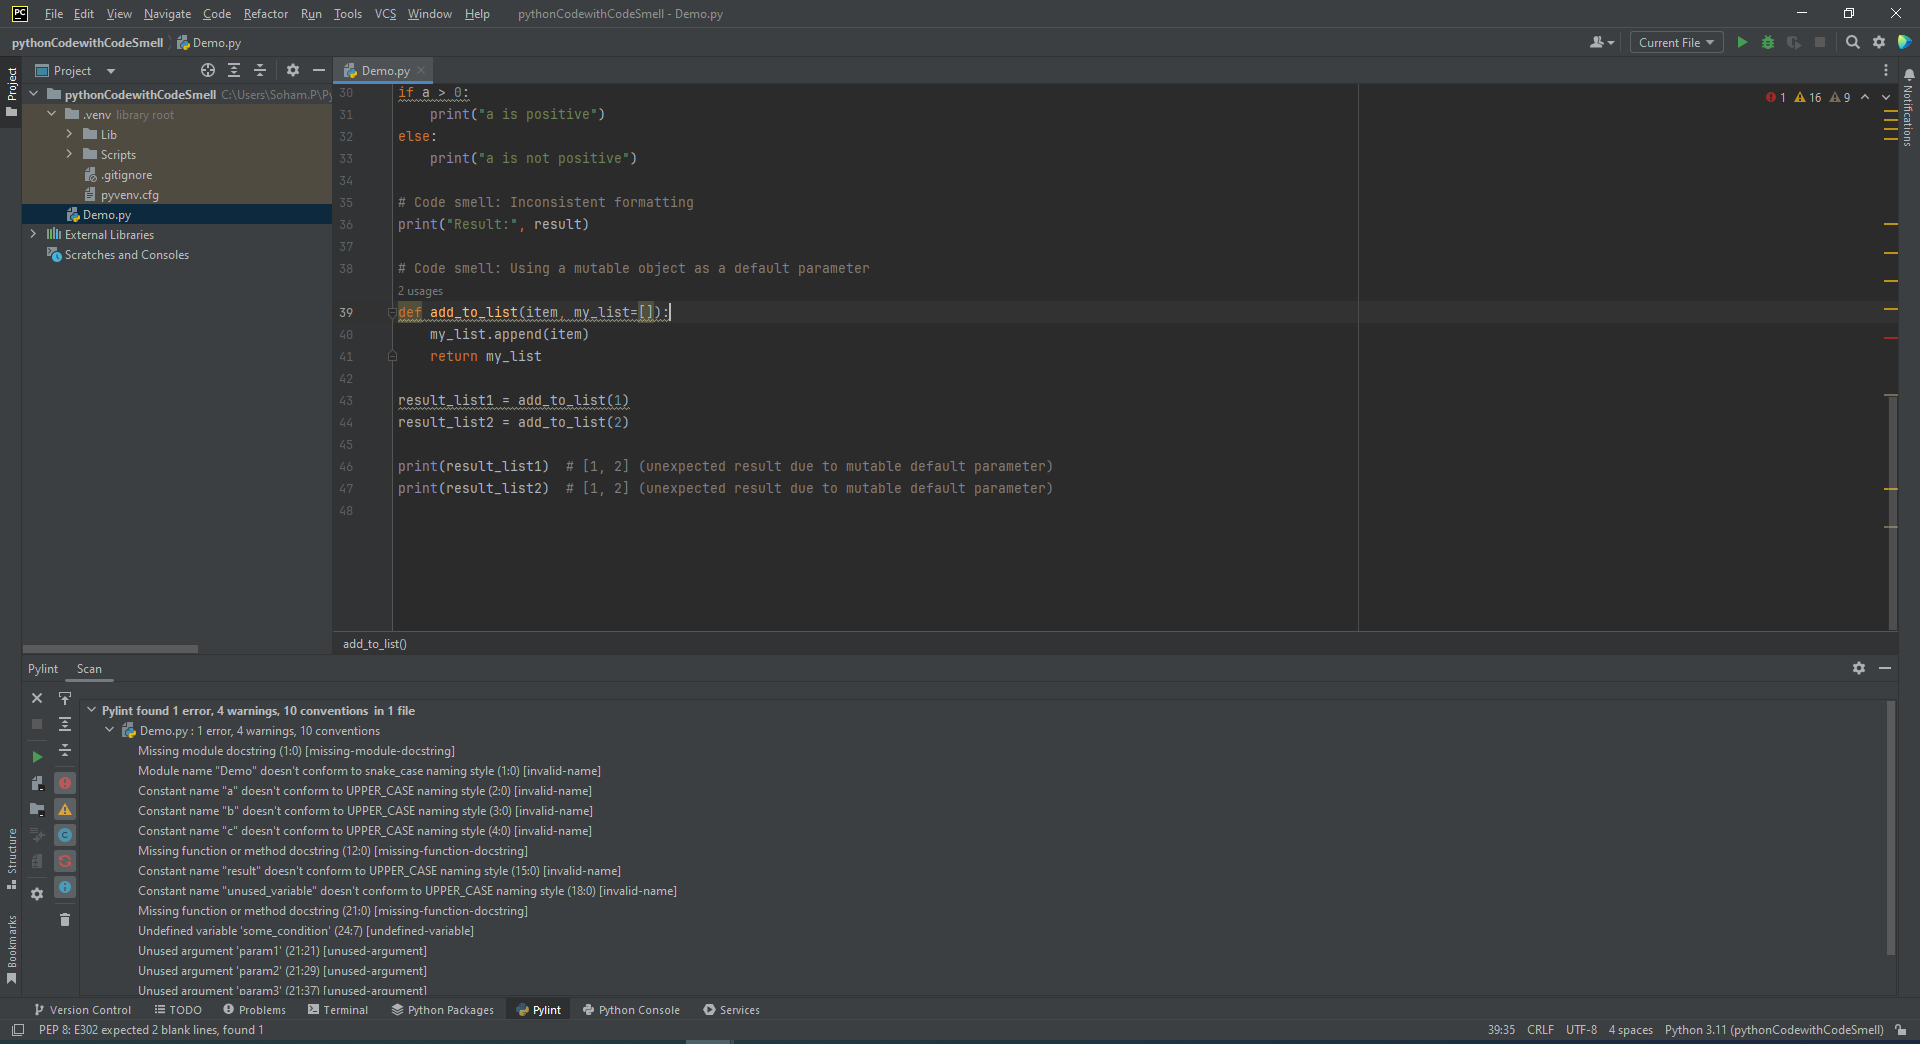 PC File Edit View Navigate Code Refactor Run Tools VCS Window Help pythonCodewithCodeSmell - Demo.py
pythonCodewithCodeSmell Demo.py Current File
Project
Project
Demo.py
pythonCodewithCodeSmell C:\Users\Soham.P\Py
.venv library root
Lib
Scripts
.gitignore
pyvenv.cfg
Demo.py
External Libraries
Scratches and Consoles
1 16 9
Notifications
30 if a > 0:
31 print("a is positive")
32 else:
33 print("a is not positive")
34
35 # Code smell: Inconsistent formatting
36 print("Result:", result)
37
38 # Code smell: Using a mutable object as a default parameter
2 usages
39 def add_to_list(item, my_list=[]):
40 my_list.append(item)
41 return my_list
42
43 result_list1 = add_to_list(1)
44 result_list2 = add_to_list(2)
45
46 print(result_list1) # [1, 2] (unexpected result due to mutable default parameter)
47 print(result_list2) # [1, 2] (unexpected result due to mutable default parameter)
48
add_to_list()
Pylint Scan
Pylint found 1 error, 4 warnings, 10 conventions in 1 file
Demo.py : 1 error, 4 warnings, 10 conventions
Missing module docstring (1:0) [missing-module-docstring]
Module name "Demo" doesn't conform to snake_case naming style (1:0) [invalid-name]
Constant name "a" doesn't conform to UPPER_CASE naming style (2:0) [invalid-name]
Constant name "b" doesn't conform to UPPER_CASE naming style (3:0) [invalid-name]
Constant name "c" doesn't conform to UPPER_CASE naming style (4:0) [invalid-name]
Missing function or method docstring (12:0) [missing-function-docstring]
Constant name "result" doesn't conform to UPPER_CASE naming style (15:0) [invalid-name]
Constant name "unused_variable" doesn't conform to UPPER_CASE naming style (18:0) [invalid-name]
Missing function or method docstring (21:0) [missing-function-docstring]
Undefined variable 'some_condition' (24:7) [undefined-variable]
Unused argument 'param1' (21:21) [unused-argument]
Unused argument 'param2' (21:29) [unused-argument]
Unused argument 'param3' (21:37) [unused-argument]
Structure
Bookmarks
Version Control TODO Problems Terminal Python Packages Pylint Python Console Services
PEP 8: E302 expected 2 blank lines, found 1 39:35 CRLF UTF-8 4 spaces Python 3.11 (pythonCodewithCodeSmell)